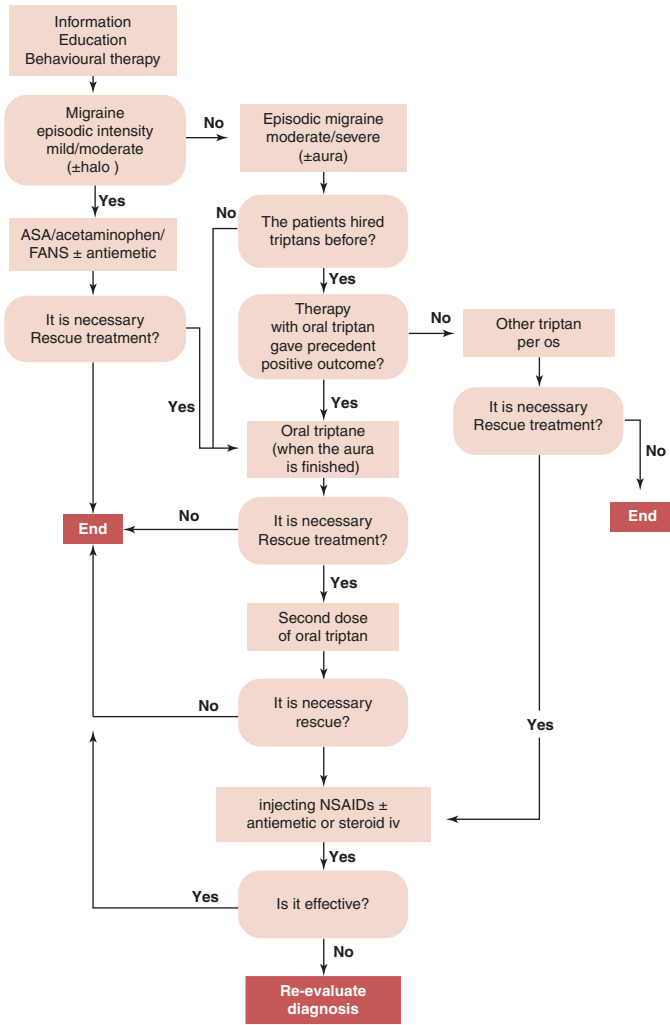 Information
Education
Behavioural therapy
Migraine
episodic intensity
mild/moderate
(±halo )
No
Episodic migraine
moderate/severe
(±aura)
Yes
No
The patients hired
triptans before?
ASA/acetaminophen/
FANS ± antiemetic
Yes
It is necessary
Rescue treatment?
Therapy
with oral triptan
gave precedent
positive outcome?
No
Other triptan
per os
Yes
Yes
It is necessary
Rescue treatment?
Oral triptane
(when the aura
is finished)
No
End
No
It is necessary
Rescue treatment?
End
Yes
Second dose
of oral triptan
No
It is necessary
rescue?
Yes
injecting NSAIDs ±
antiemetic or steroid iv
Yes
Yes
Is it effective?
No
Re-evaluate
diagnosis